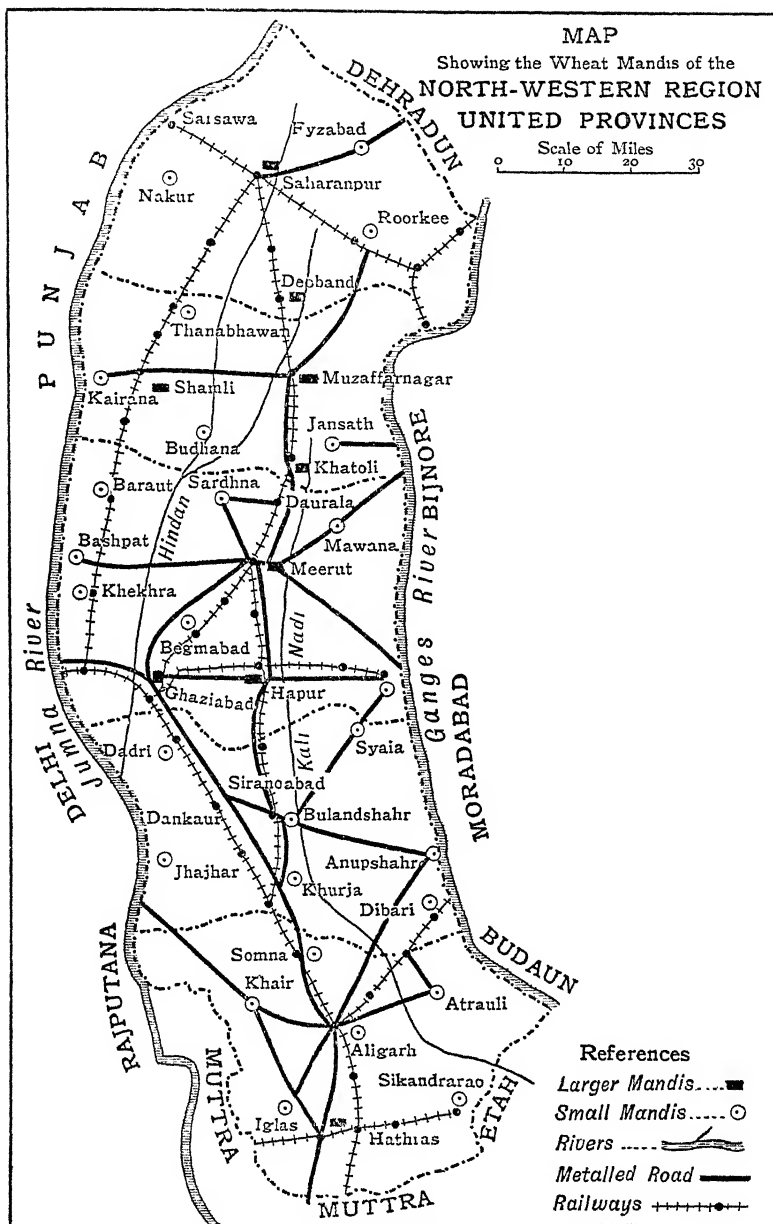 MAP
Showing the Wheat Mandis of the
NORTH-WESTERN REGION
UNITED PROVINCES
Scale of Miles
0 10 20 30
DEHRADUN
Sarsawa
Fyzabad
Saharanpur
Nakur
Roorkee
PUNJAB
Deoband
Thanabhawan
Kairana
Shamli
Muzaffarnagar
Budhana
Jansath
Khatoli
BIJNORE
Baraut
Sardhna
Daurala
Hindan
Mawana
Bashpat
Meerut
Khekhra
Ganges River
Begmabad
Nadi
Jumna River
Ghaziabad
Hapur
DELHI
Syaia
MORADABAD
Dadri
Kali
Siranoabad
Dankaur
Bulandshahr
Anupshahr
Jhajhar
Khurja
Dibari
BUDAUN
RAJPUTANA
Somna
Khair
Atrauli
MUTTRA
Aligarh
Sikandrarao
ETAH
Iglas
Hathras
MUTTRA
References
Larger Mandis
Small Mandis
Rivers
Metalled Road
Railways